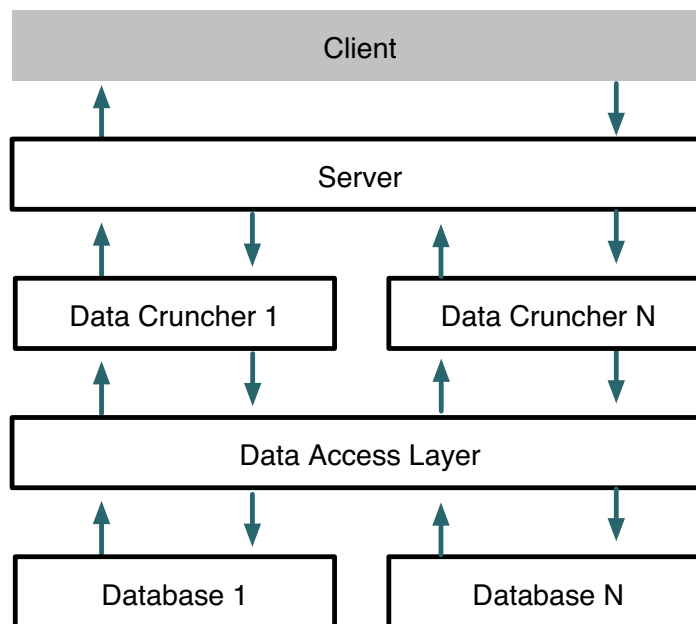 Client
Server
Data Cruncher 1
Data Cruncher N
Data Access Layer
Database 1
Database N